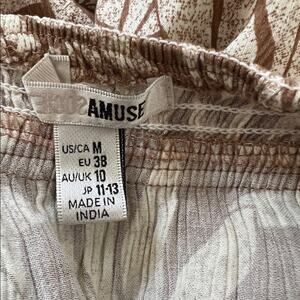 AMUSE
US/CA M
EU 38
AU/UK 10
JP 11-13
MADE IN
INDIA